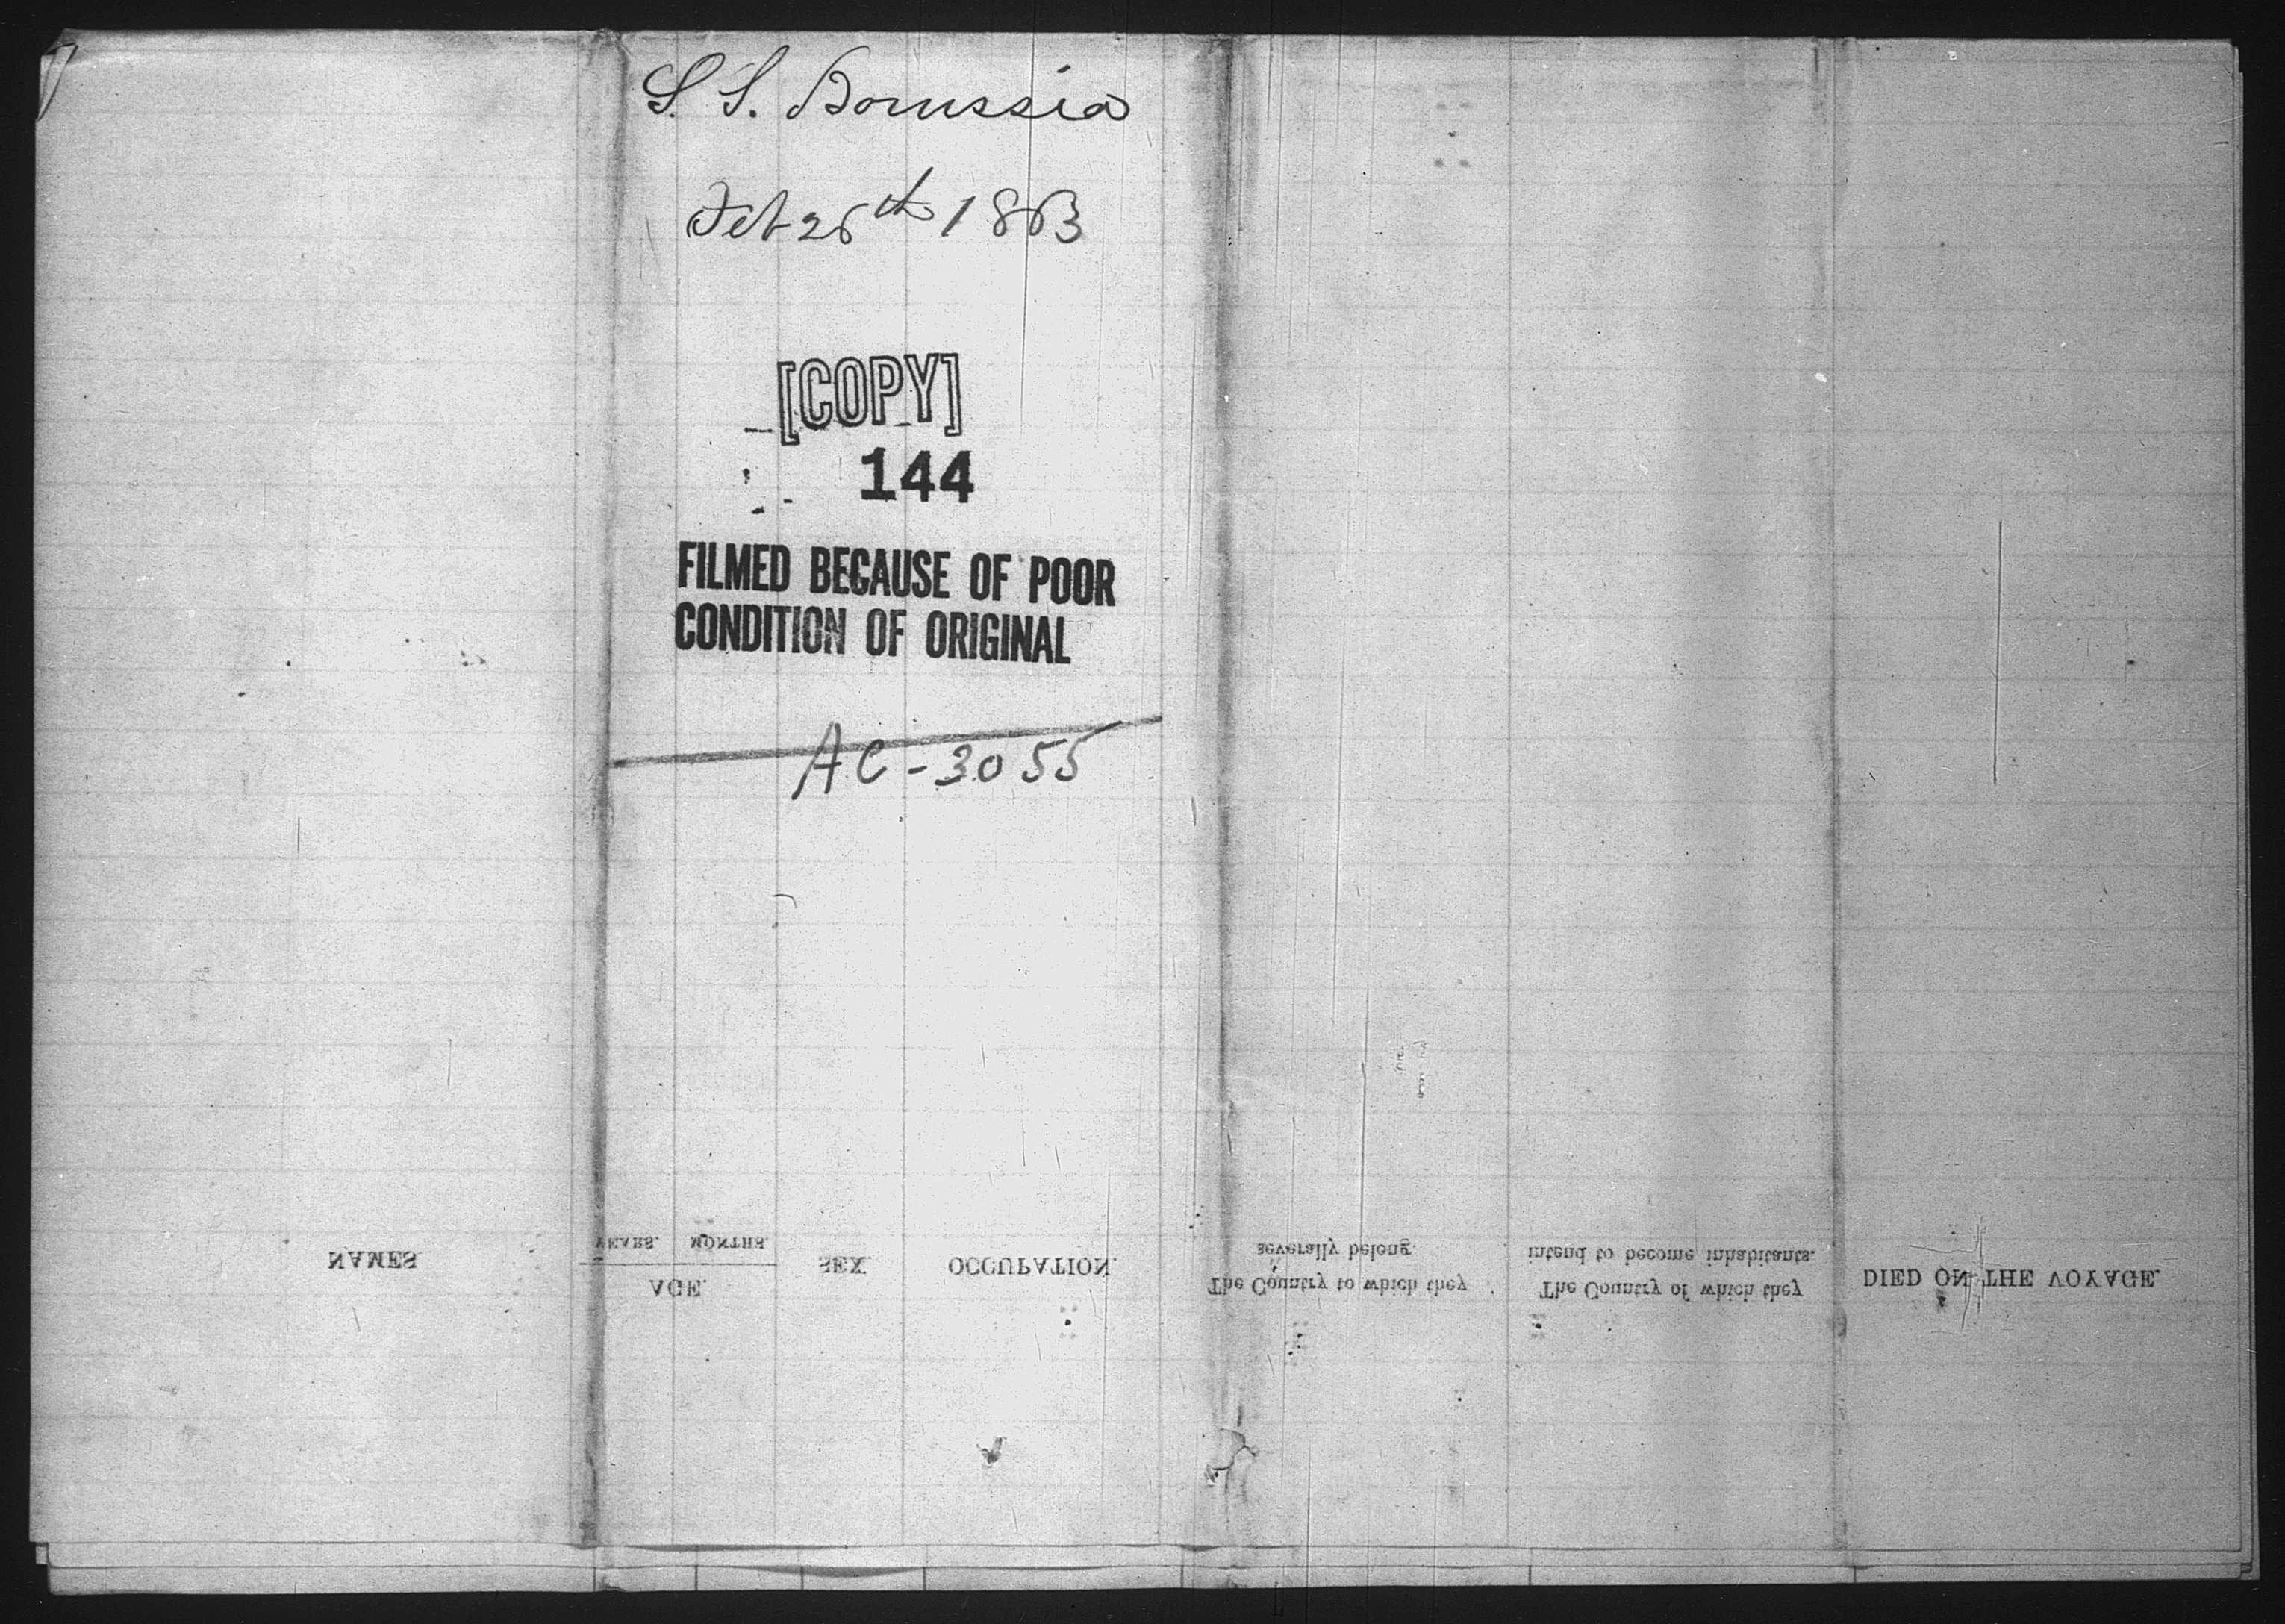 S. S. Borussia
Feb 26th 1863
[COPY]
144
FILMED BECAUSE OF POOR
CONDITION OF ORIGINAL
AC-3055
NAMES
AGE.
YEARS. MONTHS.
SEX.
OCCUPATION.
The Country to which they
severally belong.
The Country of which they
intend to become inhabitants.
DIED ON THE VOYAGE.